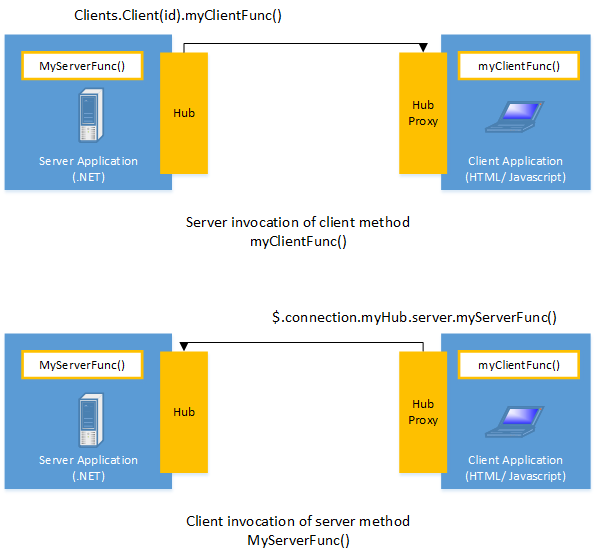 Clients.Client(id).myClientFunc()
MyServerFunc()
Hub
Server Application
(.NET)
Hub
Proxy
myClientFunc()
Client Application
(HTML/ Javascript)
Server invocation of client method
myClientFunc()
$.connection.myHub.server.myServerFunc()
MyServerFunc()
Hub
Server Application
(.NET)
Hub
Proxy
myClientFunc()
Client Application
(HTML/ Javascript)
Client invocation of server method
MyServerFunc()